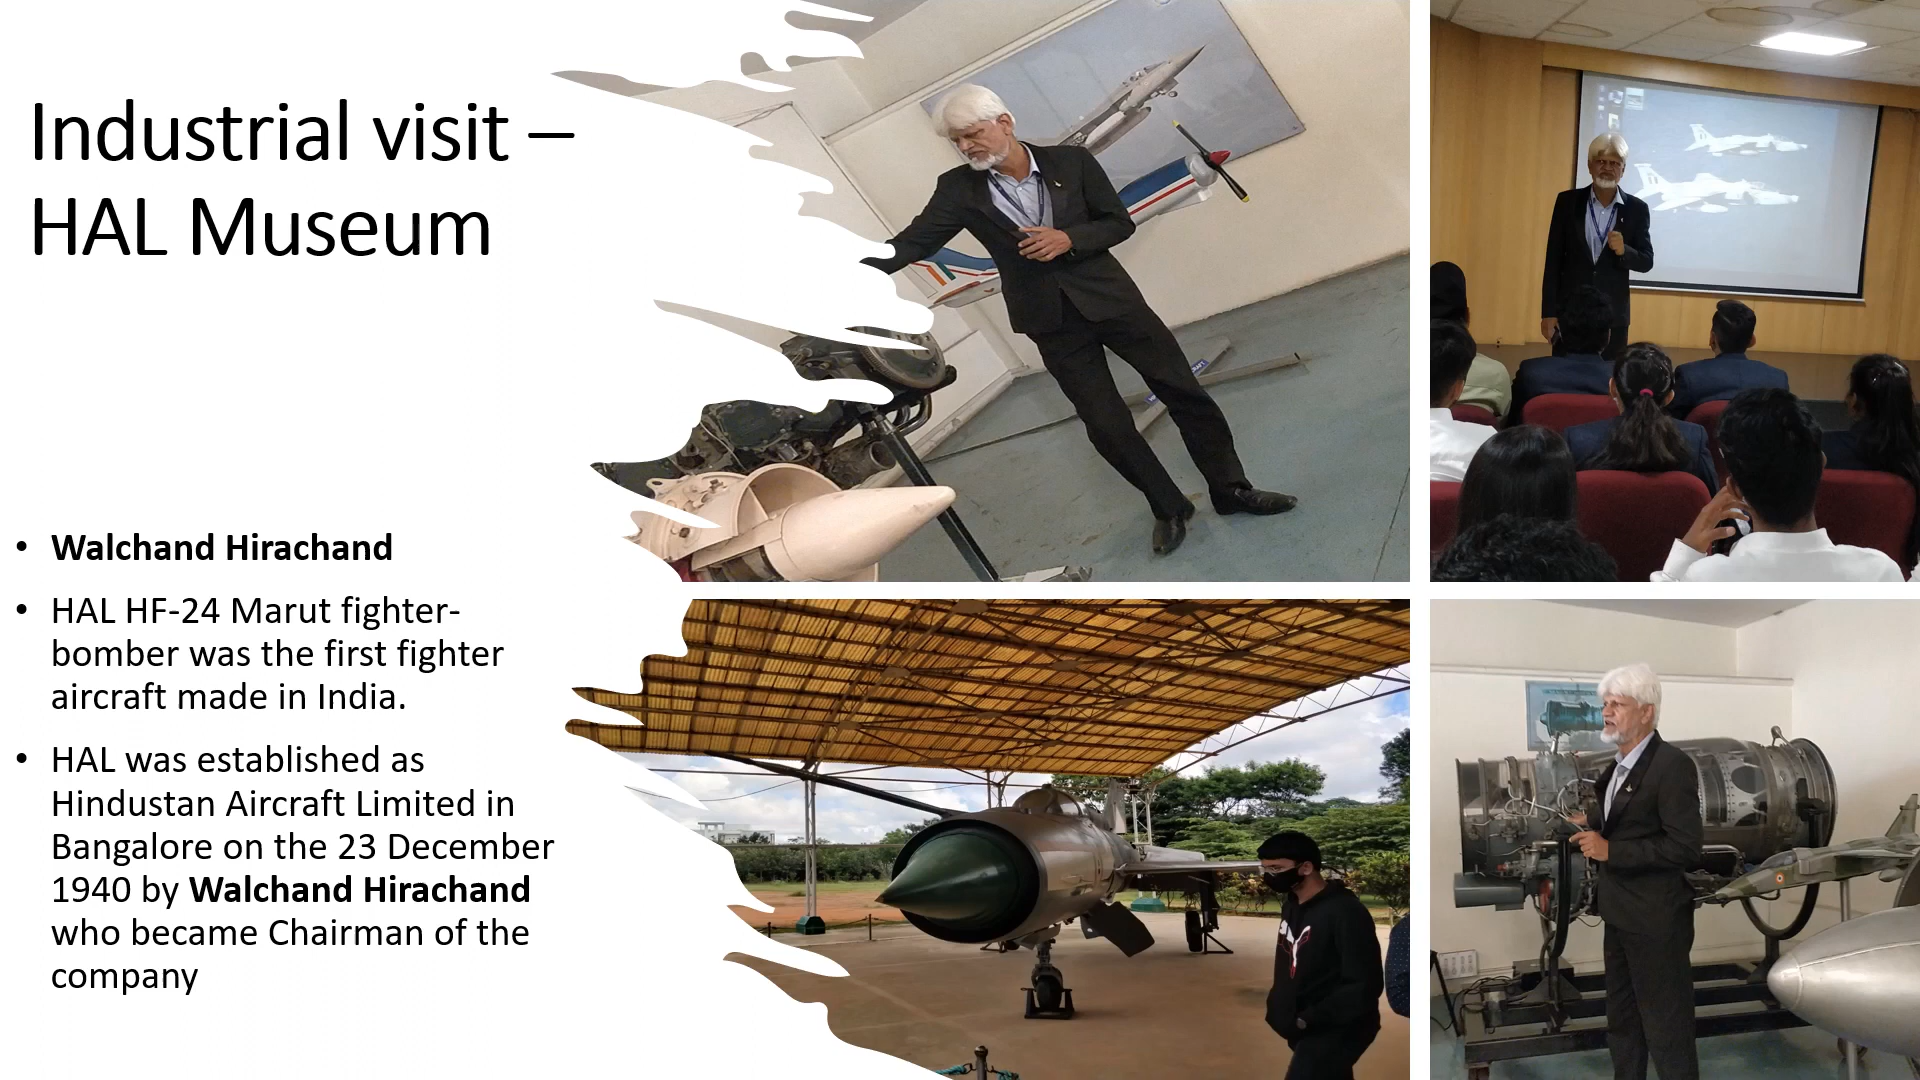 Industrial visit –
HAL Museum
• Walchand Hirachand
• HAL HF-24 Marut fighter-
bomber was the first fighter
aircraft made in India.
• HAL was established as
Hindustan Aircraft Limited in
Bangalore on the 23 December
1940 by Walchand Hirachand
who became Chairman of the
company